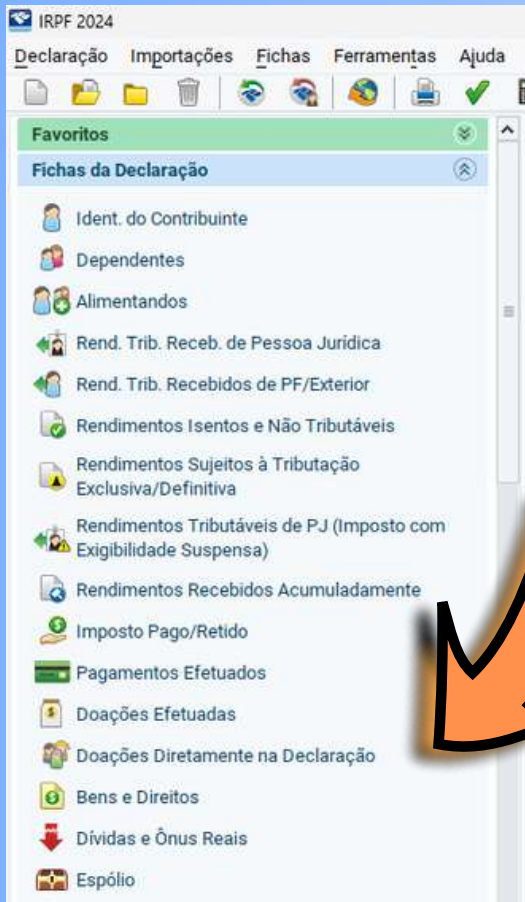 IRPF 2024
Declaração Importações Fichas Ferramentas Ajuda
Favoritos
Fichas da Declaração
Ident. do Contribuinte
Dependentes
Alimentandos
Rend. Trib. Receb. de Pessoa Jurídica
Rend. Trib. Recebidos de PF/Exterior
Rendimentos Isentos e Não Tributáveis
Rendimentos Sujeitos à Tributação
Exclusiva/Definitiva
Rendimentos Tributáveis de PJ (Imposto com
Exigibilidade Suspensa)
Rendimentos Recebidos Acumuladamente
Imposto Pago/Retido
Pagamentos Efetuados
Doações Efetuadas
Doações Diretamente na Declaração
Bens e Direitos
Dívidas e Ônus Reais
Espólio